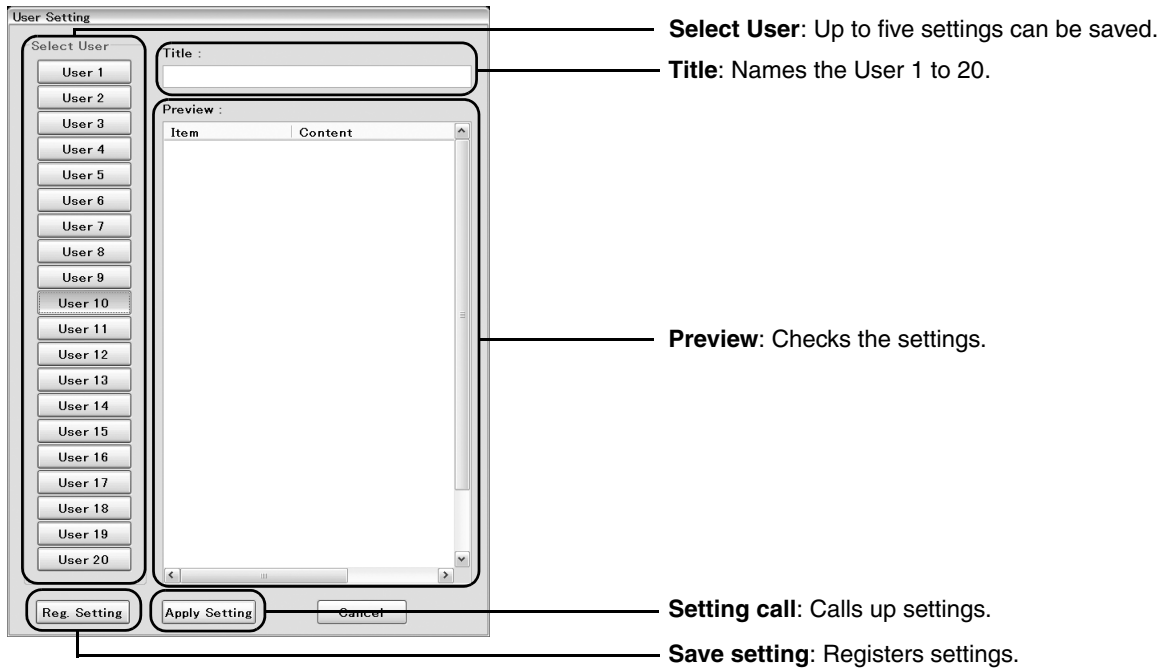 User Setting
Select User
User 1
User 2
User 3
User 4
User 5
User 6
User 7
User 8
User 9
User 10
User 11
User 12
User 13
User 14
User 15
User 16
User 17
User 18
User 19
User 20
Title :
Preview :
Item Content
Reg. Setting Apply Setting Cancel
Select User: Up to five settings can be saved.
Title: Names the User 1 to 20.
Preview: Checks the settings.
Setting call: Calls up settings.
Save setting: Registers settings.